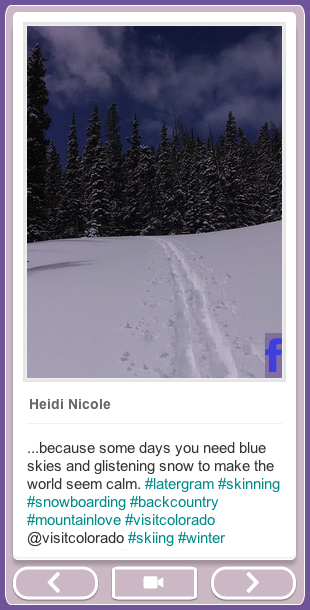 f
Heidi Nicole
...because some days you need blue
skies and glistening snow to make the
world seem calm. #latergram #skinning
#snowboarding #backcountry
#mountainlove #visitcolorado
@visitcolorado #skiing #winter